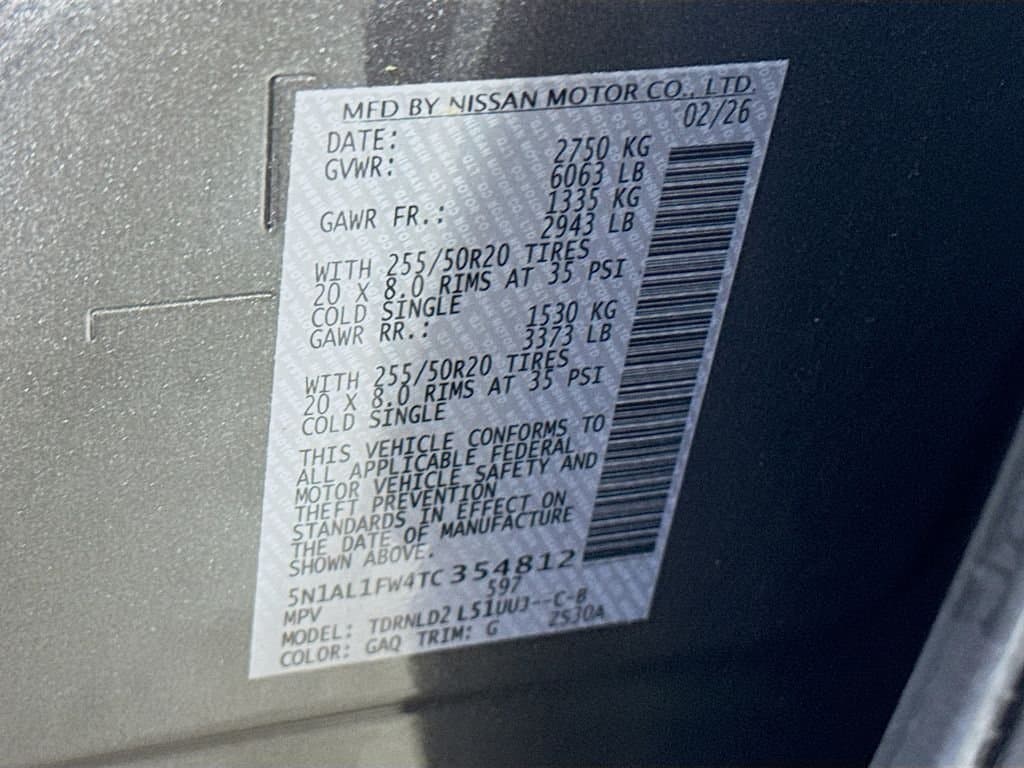 MFD BY NISSAN MOTOR CO., LTD.
DATE: 02/26
GVWR: 2750 KG
6063 LB
GAWR FR.: 1335 KG
2943 LB
WITH 255/50R20 TIRES
20 X 8.0 RIMS AT 35 PSI
COLD SINGLE
GAWR RR.: 1530 KG
3373 LB
WITH 255/50R20 TIRES
20 X 8.0 RIMS AT 35 PSI
COLD SINGLE
THIS VEHICLE CONFORMS TO
ALL APPLICABLE FEDERAL
MOTOR VEHICLE SAFETY AND
THEFT PREVENTION
STANDARDS IN EFFECT ON
THE DATE OF MANUFACTURE
SHOWN ABOVE.
5N1AL1FW4TC354812
MPV 597
MODEL: TDRNLD2 L51UUJ--C-B
COLOR: GAQ TRIM: G ZS30A